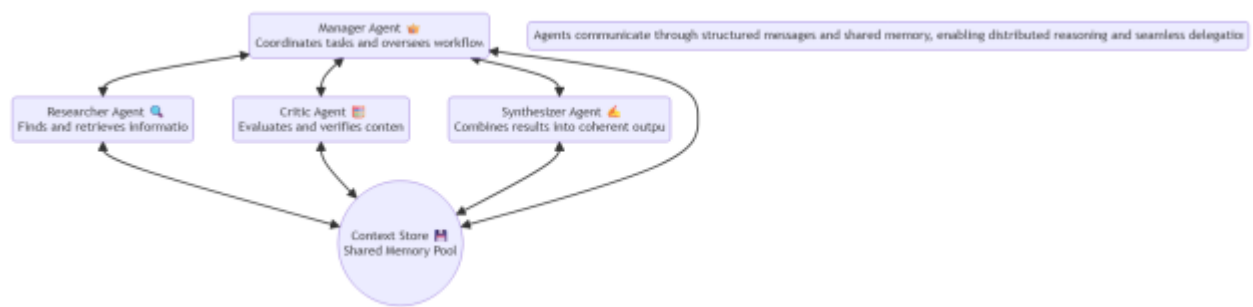 Manager Agent 👑
Coordinates tasks and oversees workflow.
Agents communicate through structured messages and shared memory, enabling distributed reasoning and seamless delegatio
Researcher Agent 🔍
Finds and retrieves informatio
Critic Agent 🧮
Evaluates and verifies conten
Synthesizer Agent ✍️
Combines results into coherent outpu
Context Store 💾
Shared Memory Pool